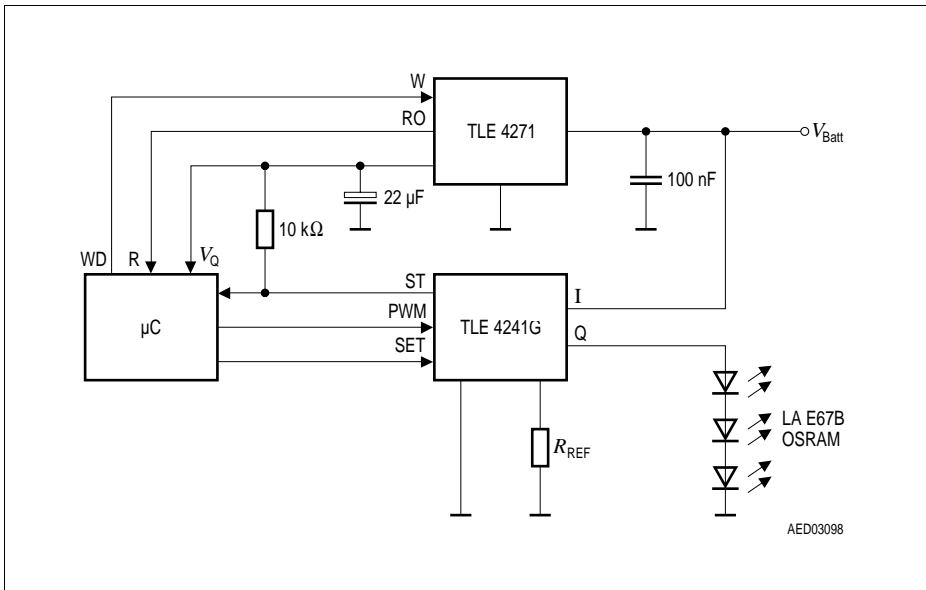 W
RO
TLE 4271
V_Batt
100 nF
22 µF
10 kΩ
WD
R
V_Q
ST
I
µC
PWM
TLE 4241G
Q
SET
LA E67B
OSRAM
R_REF
AED03098